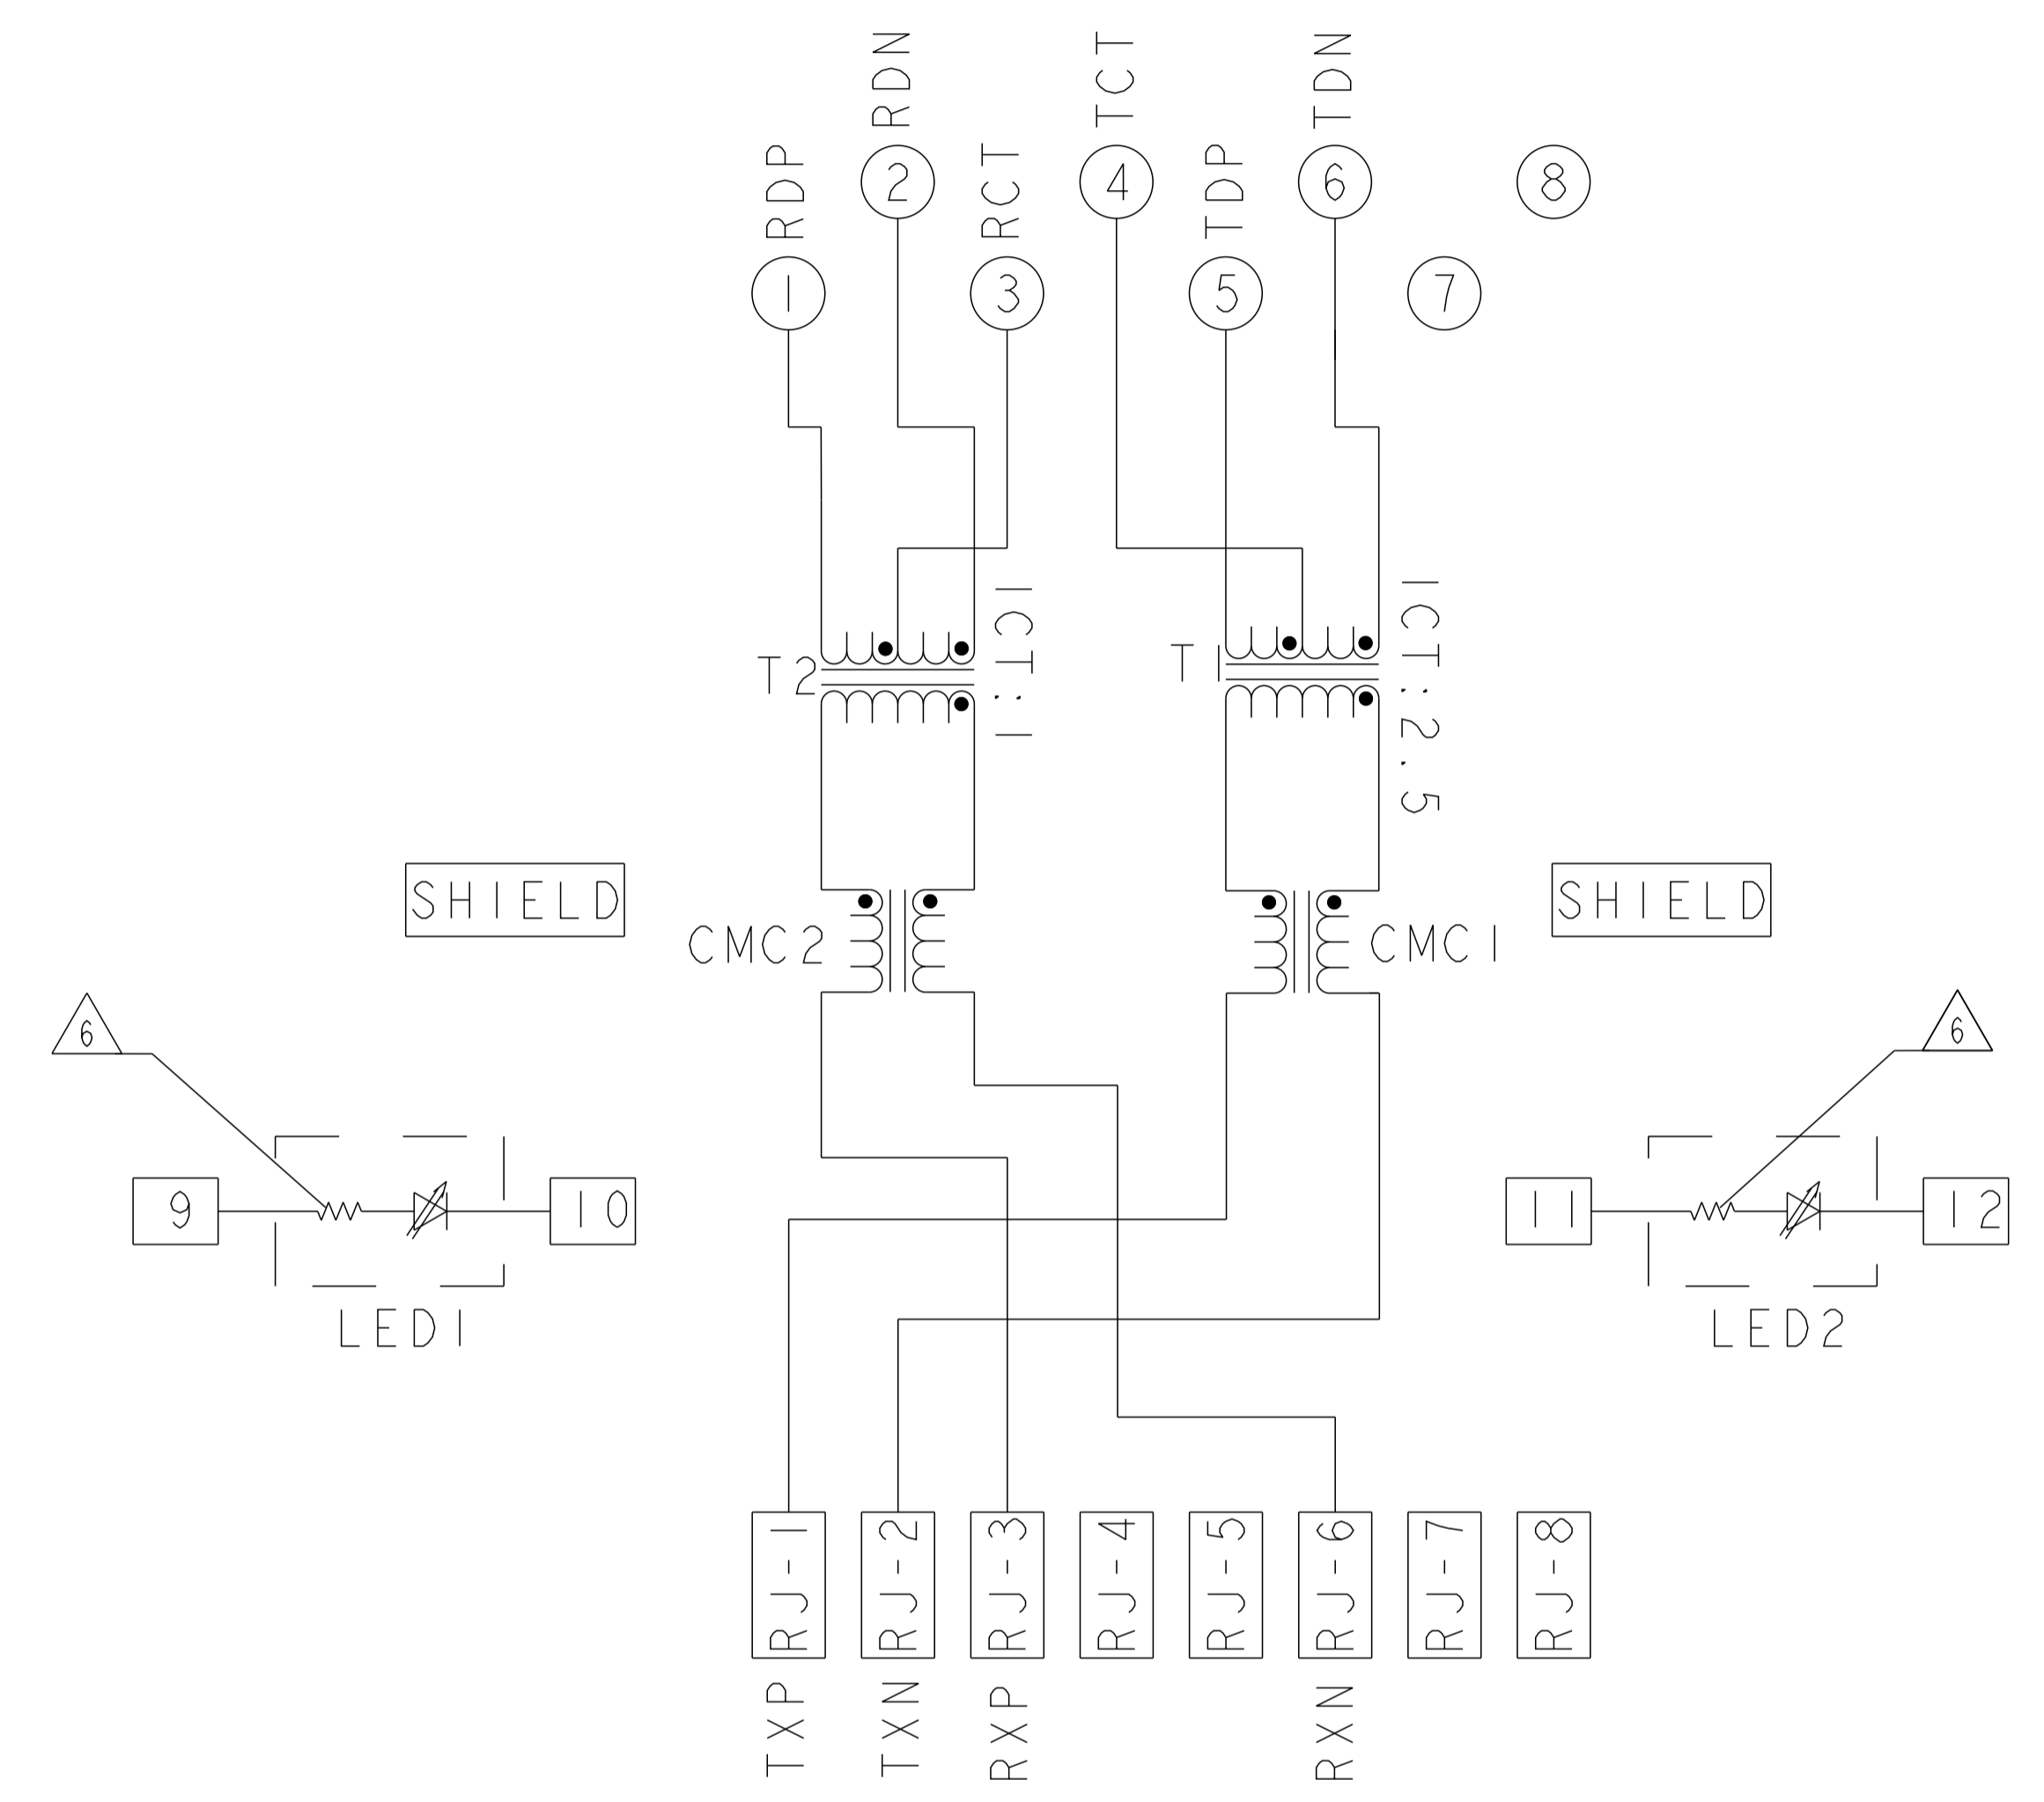 RDN
TCT
TDN
RDP
RCT
TDP
2
4
6
8
1
3
5
7
T2
1CT:1
T1
1CT:2.5
SHIELD
SHIELD
CMC2
CMC1
6
6
9
10
11
12
LED1
LED2
RJ-1
RJ-2
RJ-3
RJ-4
RJ-5
RJ-6
RJ-7
RJ-8
TXP
TXN
RXP
RXN